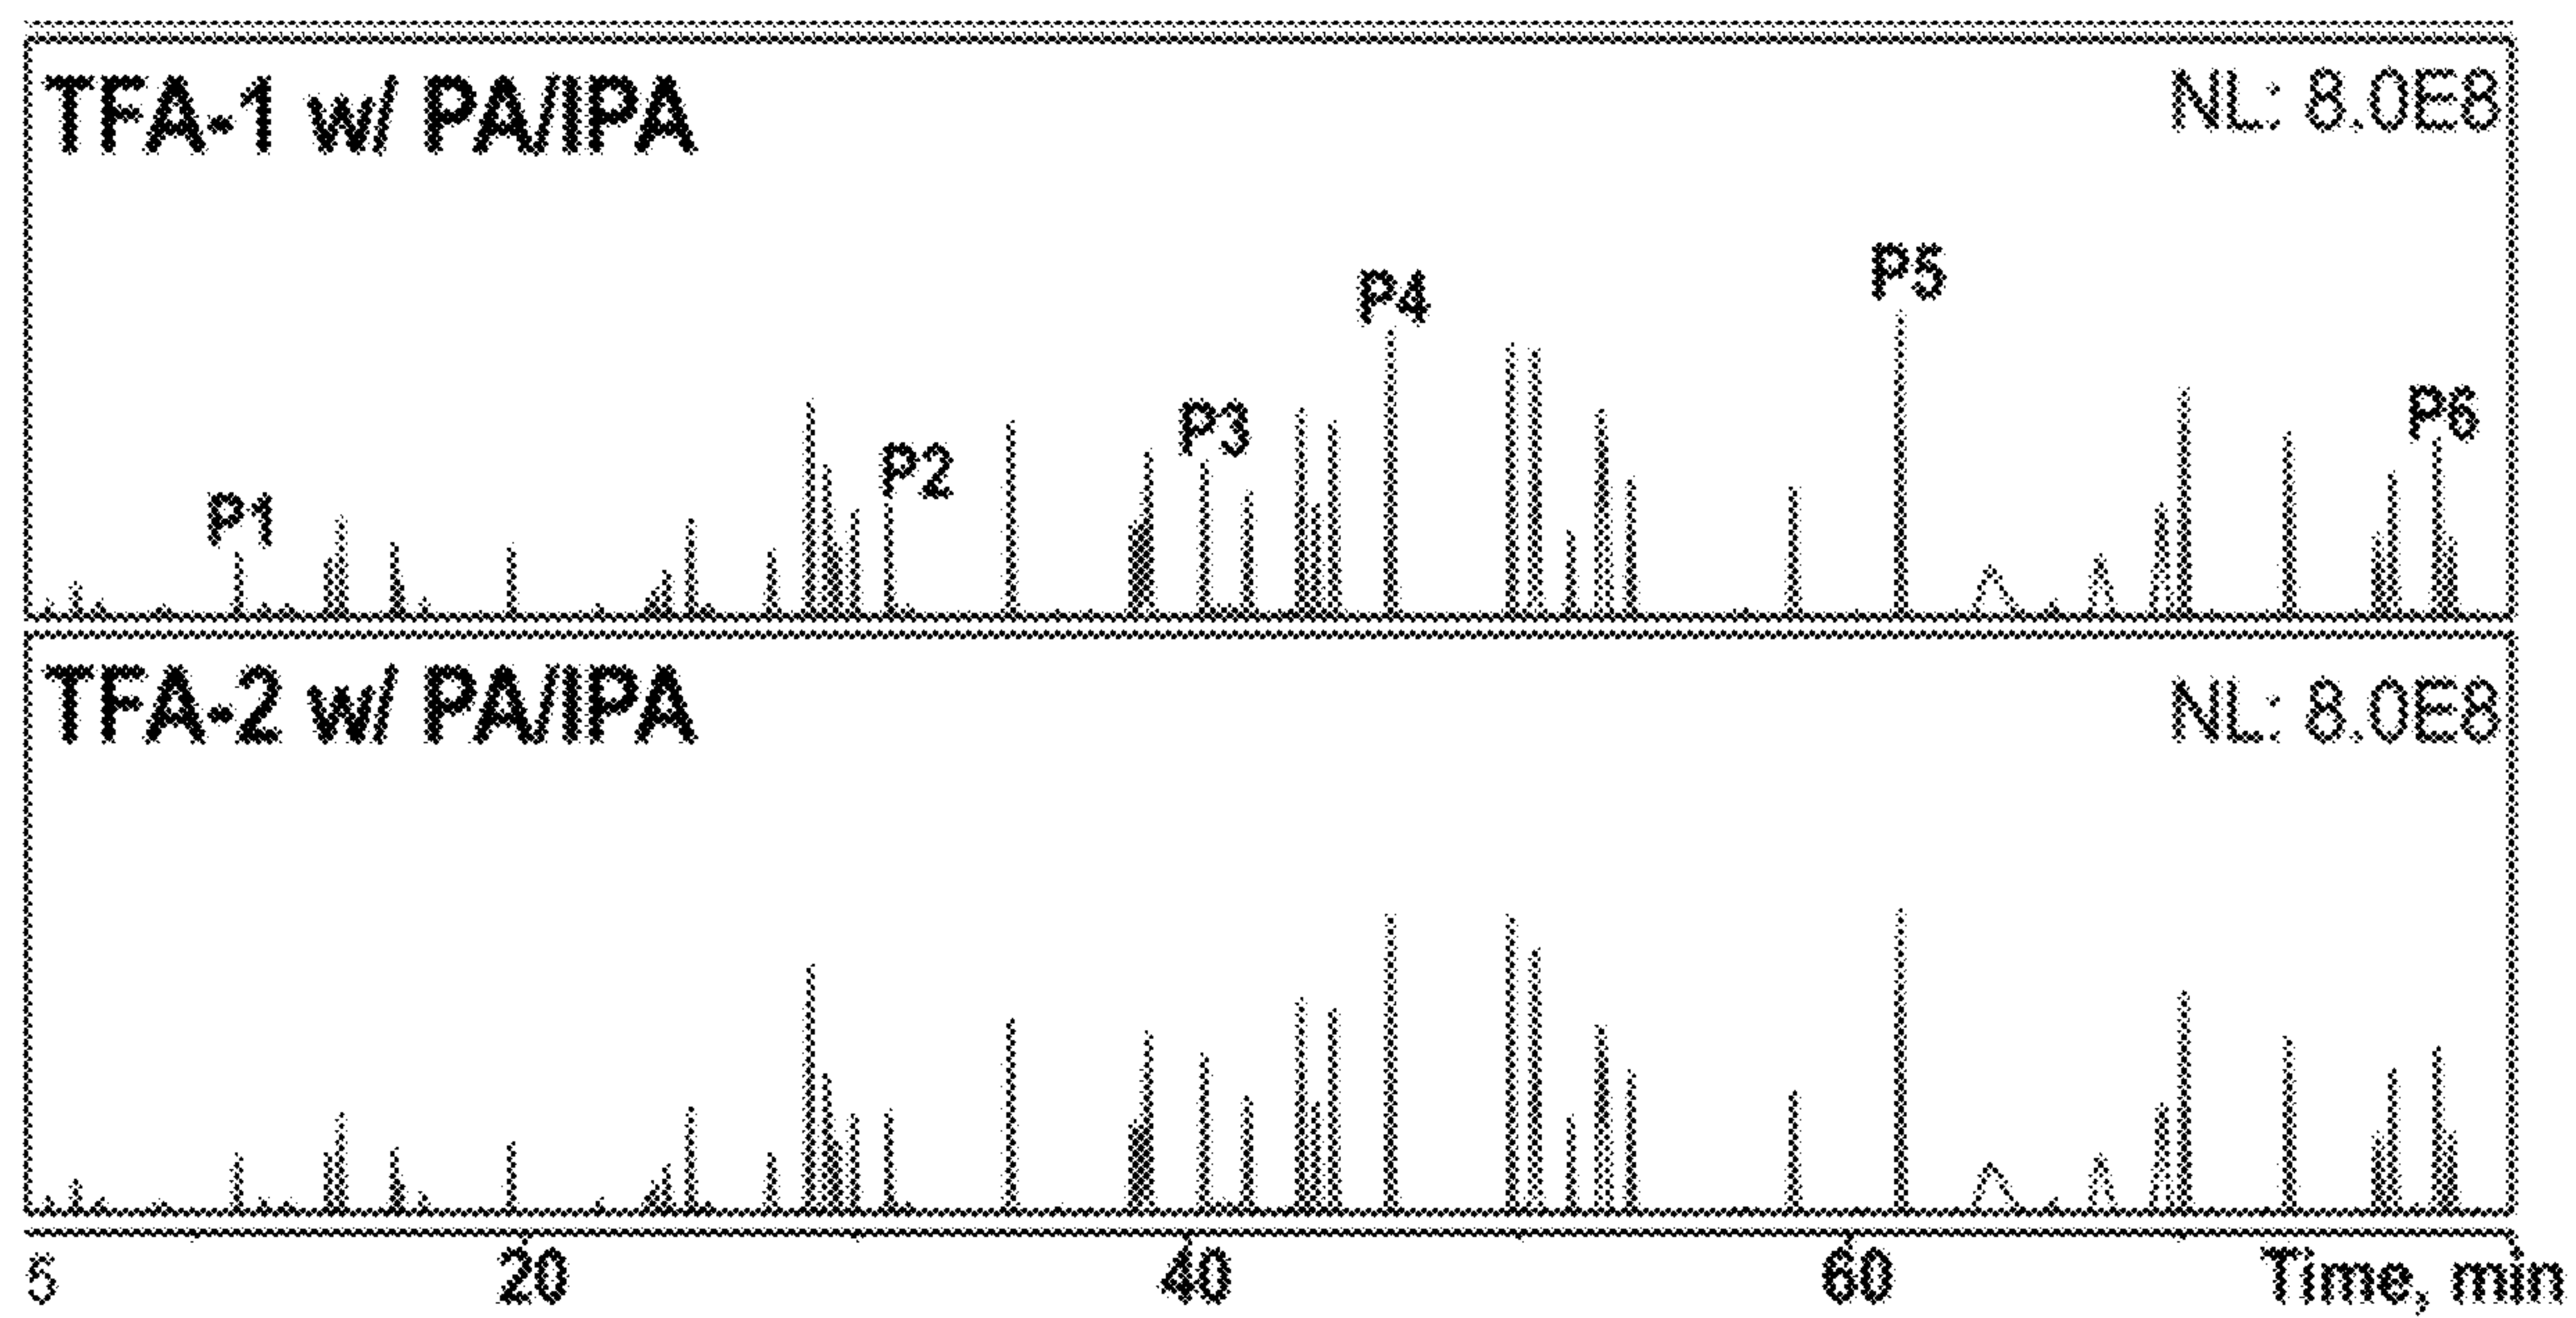 TFA-1 w/ PA/IPA NL: 8.0E8
P5
P4
P6
P3
P2
P1
TFA-2 w/ PA/IPA NL: 8.0E8
5 20 40 60 Time, min